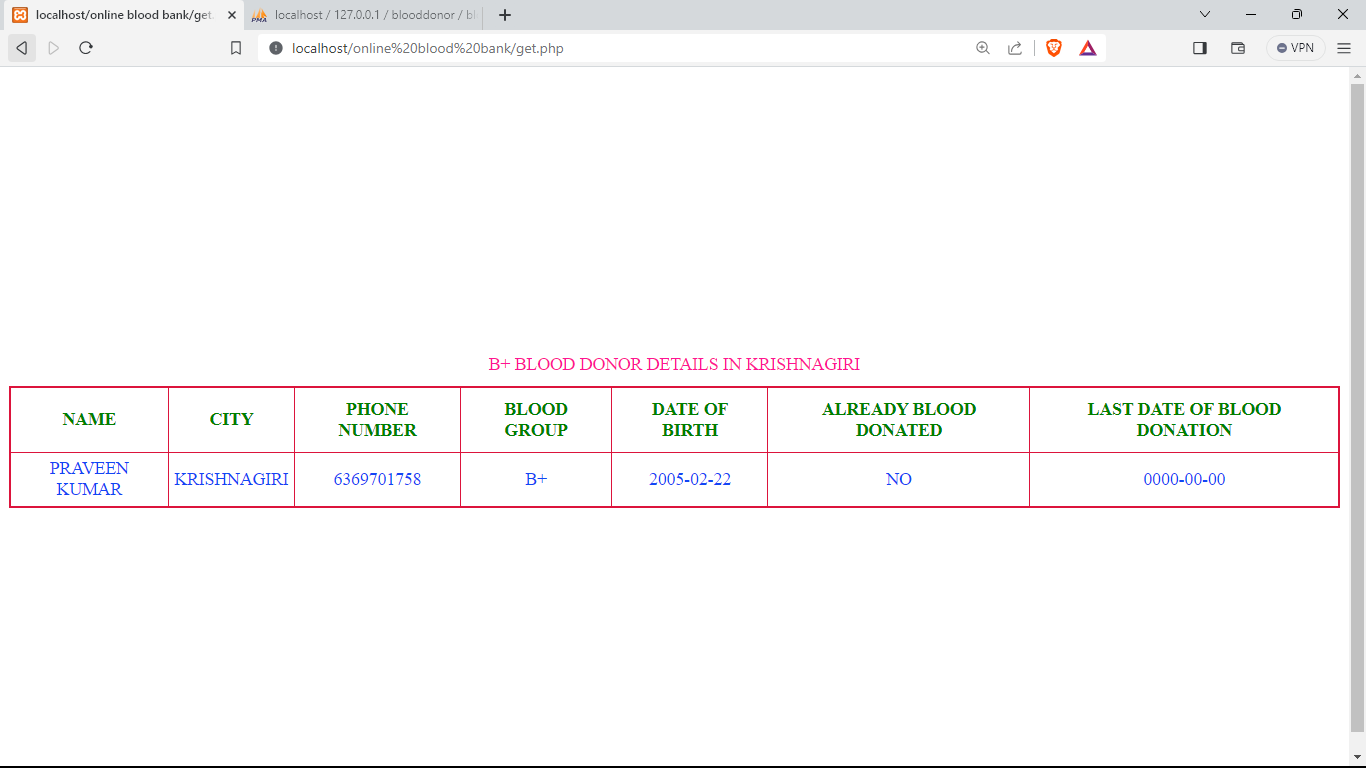 localhost/online blood bank/get.
localhost / 127.0.0.1 / blooddonor / bl
localhost/online%20blood%20bank/get.php
VPN
B+ BLOOD DONOR DETAILS IN KRISHNAGIRI
NAME
CITY
PHONE
NUMBER
BLOOD
GROUP
DATE OF
BIRTH
ALREADY BLOOD
DONATED
LAST DATE OF BLOOD
DONATION
PRAVEEN
KUMAR
KRISHNAGIRI
6369701758
B+
2005-02-22
NO
0000-00-00